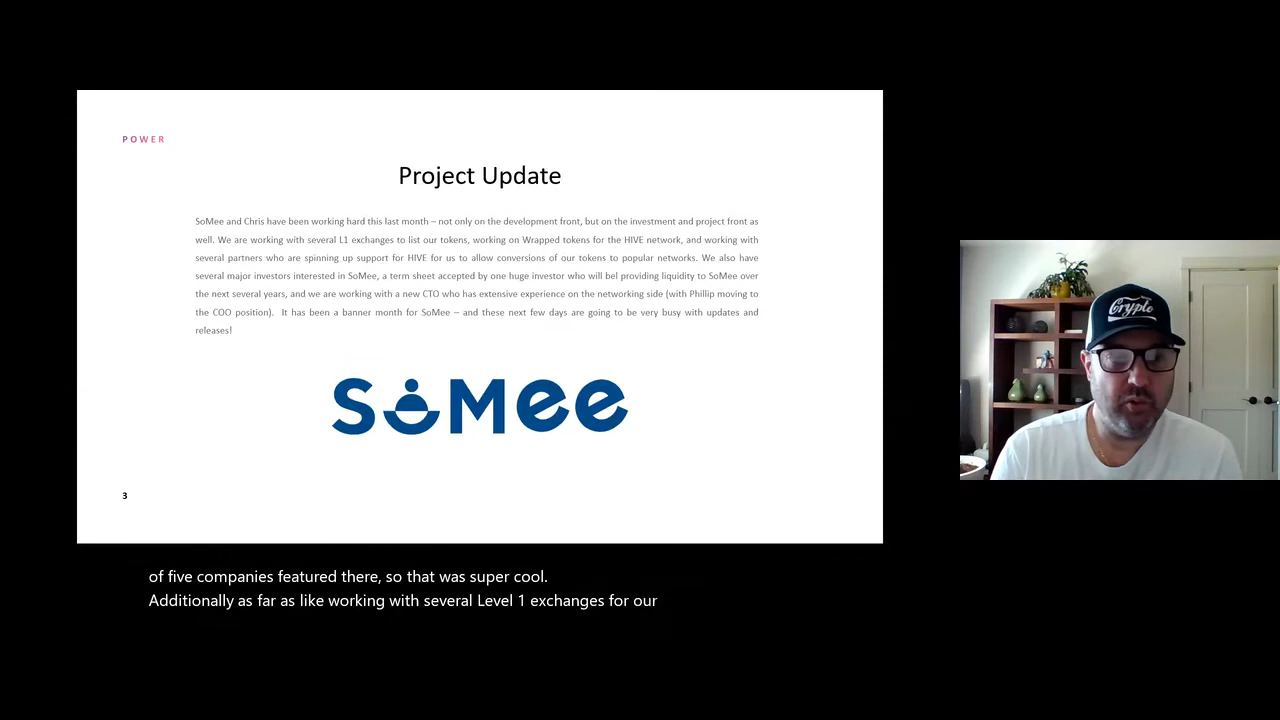 POWER
Project Update
SoMee and Chris have been working hard this last month – not only on the development front, but on the investment and project front as
well. We are working with several L1 exchanges to list our tokens, working on Wrapped tokens for the HIVE network, and working with
several partners who are spinning up support for HIVE for us to allow conversions of our tokens to popular networks. We also have
several major investors interested in SoMee, a term sheet accepted by one huge investor who will bel providing liquidity to SoMee over
the next several years, and we are working with a new CTO who has extensive experience on the networking side (with Phillip moving to
the COO position).  It has been a banner month for SoMee – and these next few days are going to be very busy with updates and
releases!
SoMee
3
Crypto
of five companies featured there, so that was super cool.
Additionally as far as like working with several Level 1 exchanges for our